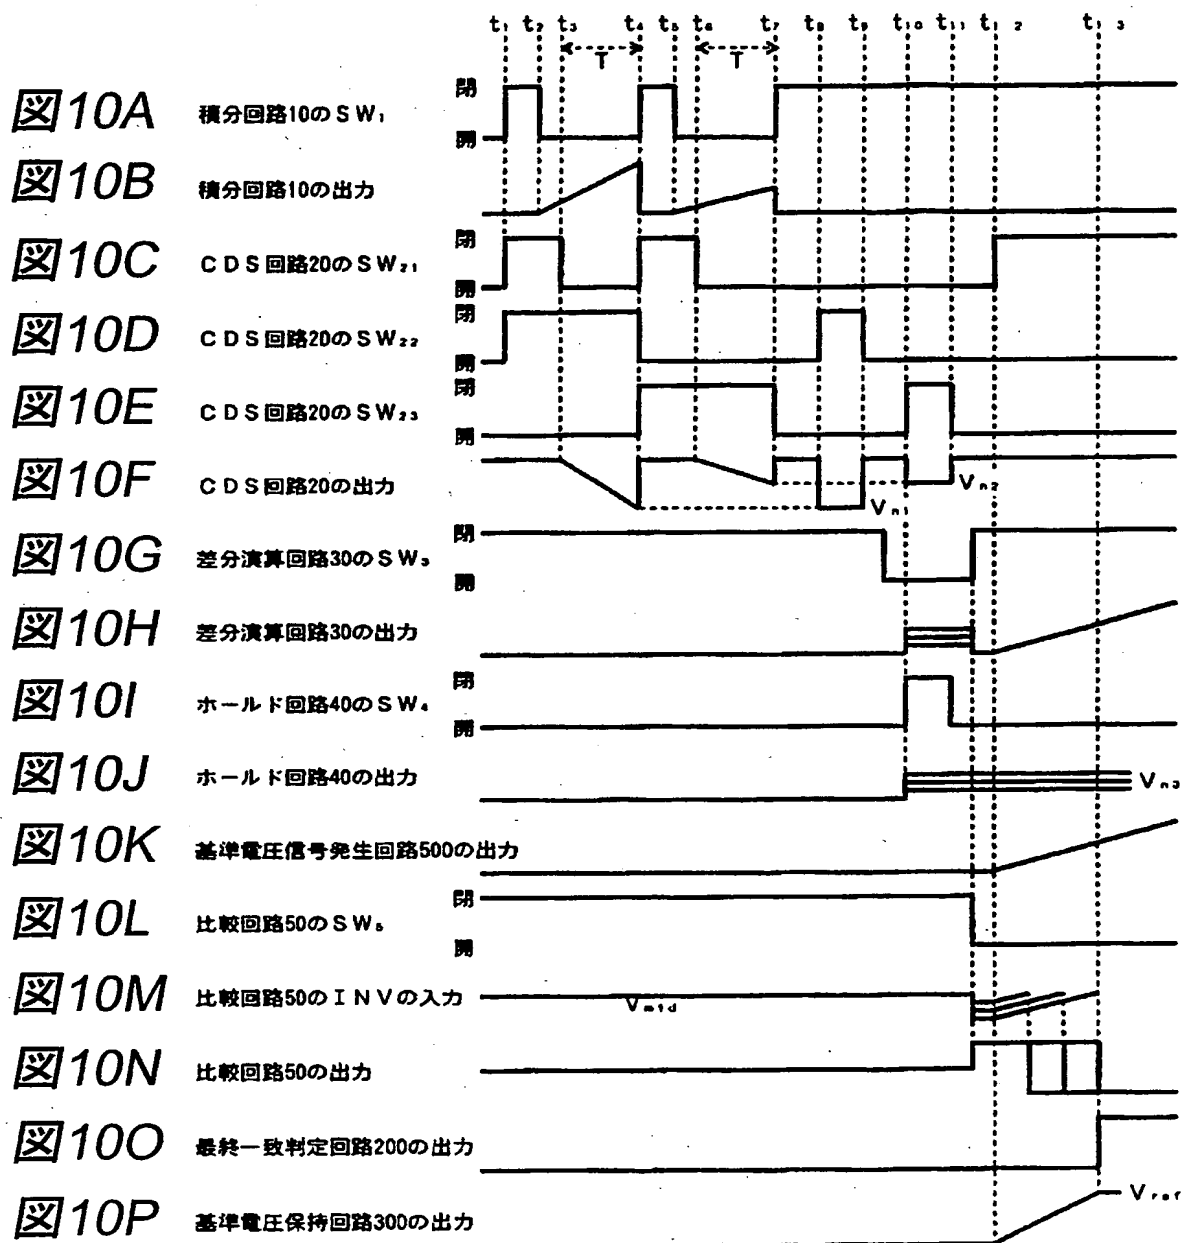 t₁ t₂ t₃ t₄ t₅ t₆ t₇ t₈ t₉ t₁₀ t₁₁ t₁₂ t₁₃
T T
図10A 積分回路10のSW₁ 閉
開
図10B 積分回路10の出力
図10C CDS回路20のSW₂₁ 閉
開
図10D CDS回路20のSW₂₂ 閉
開
図10E CDS回路20のSW₂₃ 閉
開
図10F CDS回路20の出力 Vₙ₂
Vₙ₁
図10G 差分演算回路30のSW₃ 閉
開
図10H 差分演算回路30の出力
図10I ホールド回路40のSW₄ 閉
開
図10J ホールド回路40の出力 Vₙ₃
図10K 基準電圧信号発生回路500の出力
図10L 比較回路50のSW₅ 閉
開
図10M 比較回路50のINVの入力 Vmid
図10N 比較回路50の出力
図10O 最終一致判定回路200の出力
図10P 基準電圧保持回路300の出力 Vref